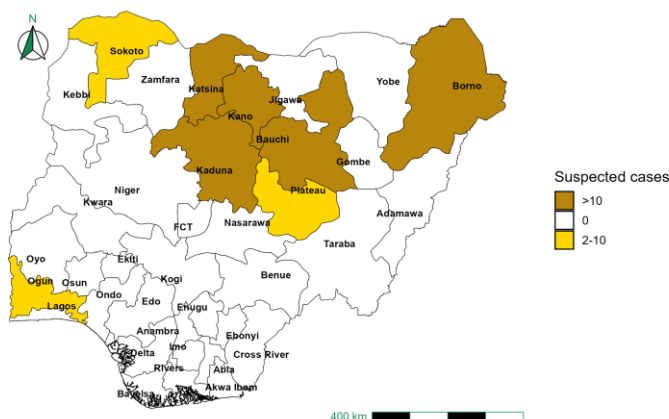 N
Sokoto
Zamfara
Katsina
Yobe
Borno
Kebbi
Jigawa
Kano
Bauchi
Gombe
Kaduna
Plateau
Niger
Kwara
Adamawa
FCT
Nasarawa
Taraba
Oyo
Ekiti
Kogi
Benue
Ogun
Osun
Ondo
Edo
Lagos
Enugu
Anambra
Ebonyi
Delta
Imo
Cross River
Rivers
Abia
Bayelsa
Akwa Ibom
Suspected cases
>10
0
2-10
400 km